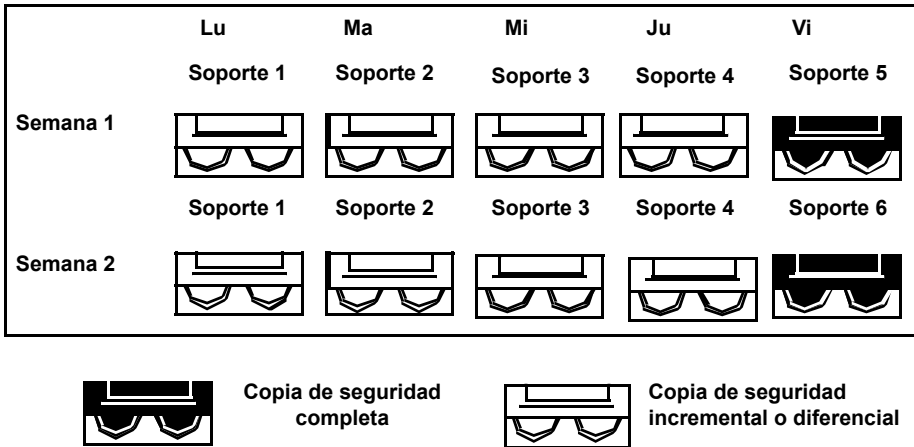 Lu Ma Mi Ju Vi
Soporte 1 Soporte 2 Soporte 3 Soporte 4 Soporte 5
Semana 1
Soporte 1 Soporte 2 Soporte 3 Soporte 4 Soporte 6
Semana 2
Copia de seguridad
completa
Copia de seguridad
incremental o diferencial